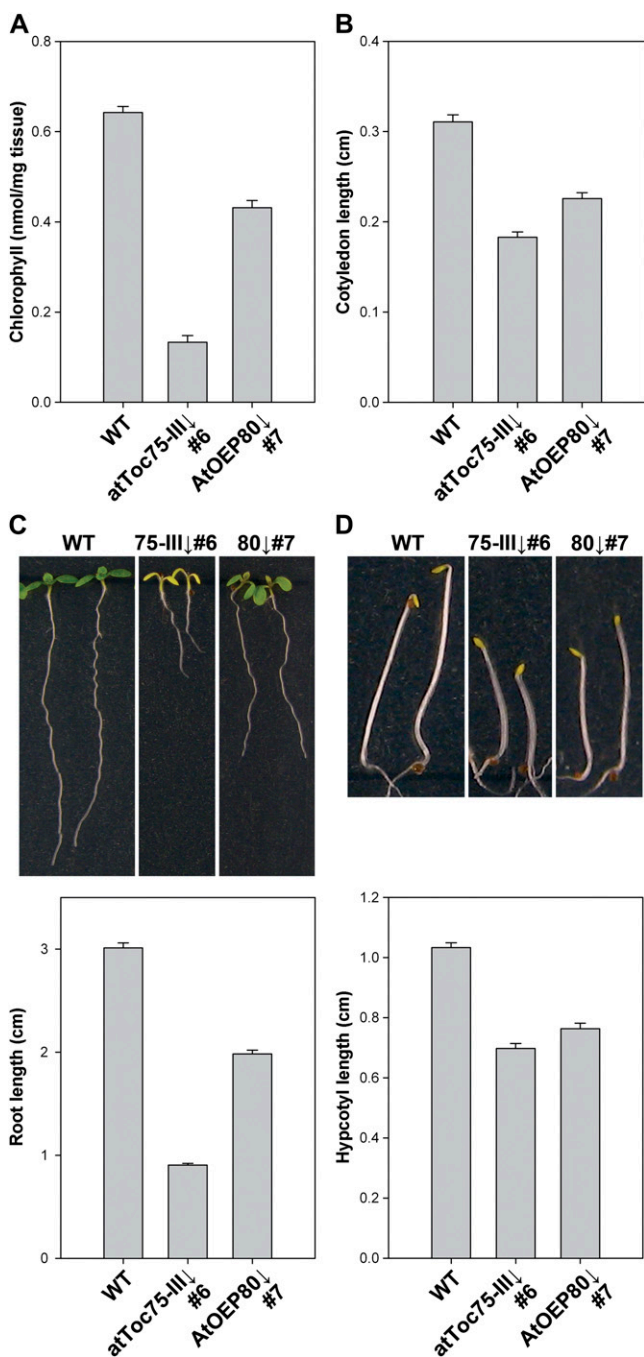 A
Chlorophyll (nmol/mg tissue)
0.8
0.6
0.4
0.2
0.0
WT
atToc75-III↓
#6
AtOEP80↓
#7
B
Cotyledon length (cm)
0.4
0.3
0.2
0.1
0.0
WT
atToc75-III↓
#6
AtOEP80↓
#7
C
WT 75-III↓#6 80↓#7
Root length (cm)
3
2
1
0
WT
atToc75-III↓
#6
AtOEP80↓
#7
D
WT 75-III↓#6 80↓#7
Hypcotyl length (cm)
1.2
1.0
0.8
0.6
0.4
0.2
0.0
WT
atToc75-III↓
#6
AtOEP80↓
#7